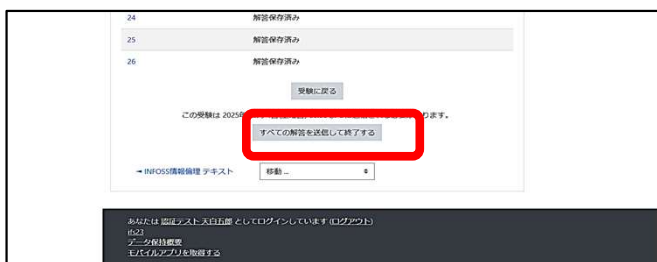 24 解答保存済み
25 解答保存済み
26 解答保存済み
受験に戻る
この受験は 2025年
ります。
すべての解答を送信して終了する
→ INFOSS情報倫理 テキスト 移動 ...
あなたは 認証テスト 天白五郎 としてログインしています (ログアウト)
データ保持概要
モバイルアプリを取得する